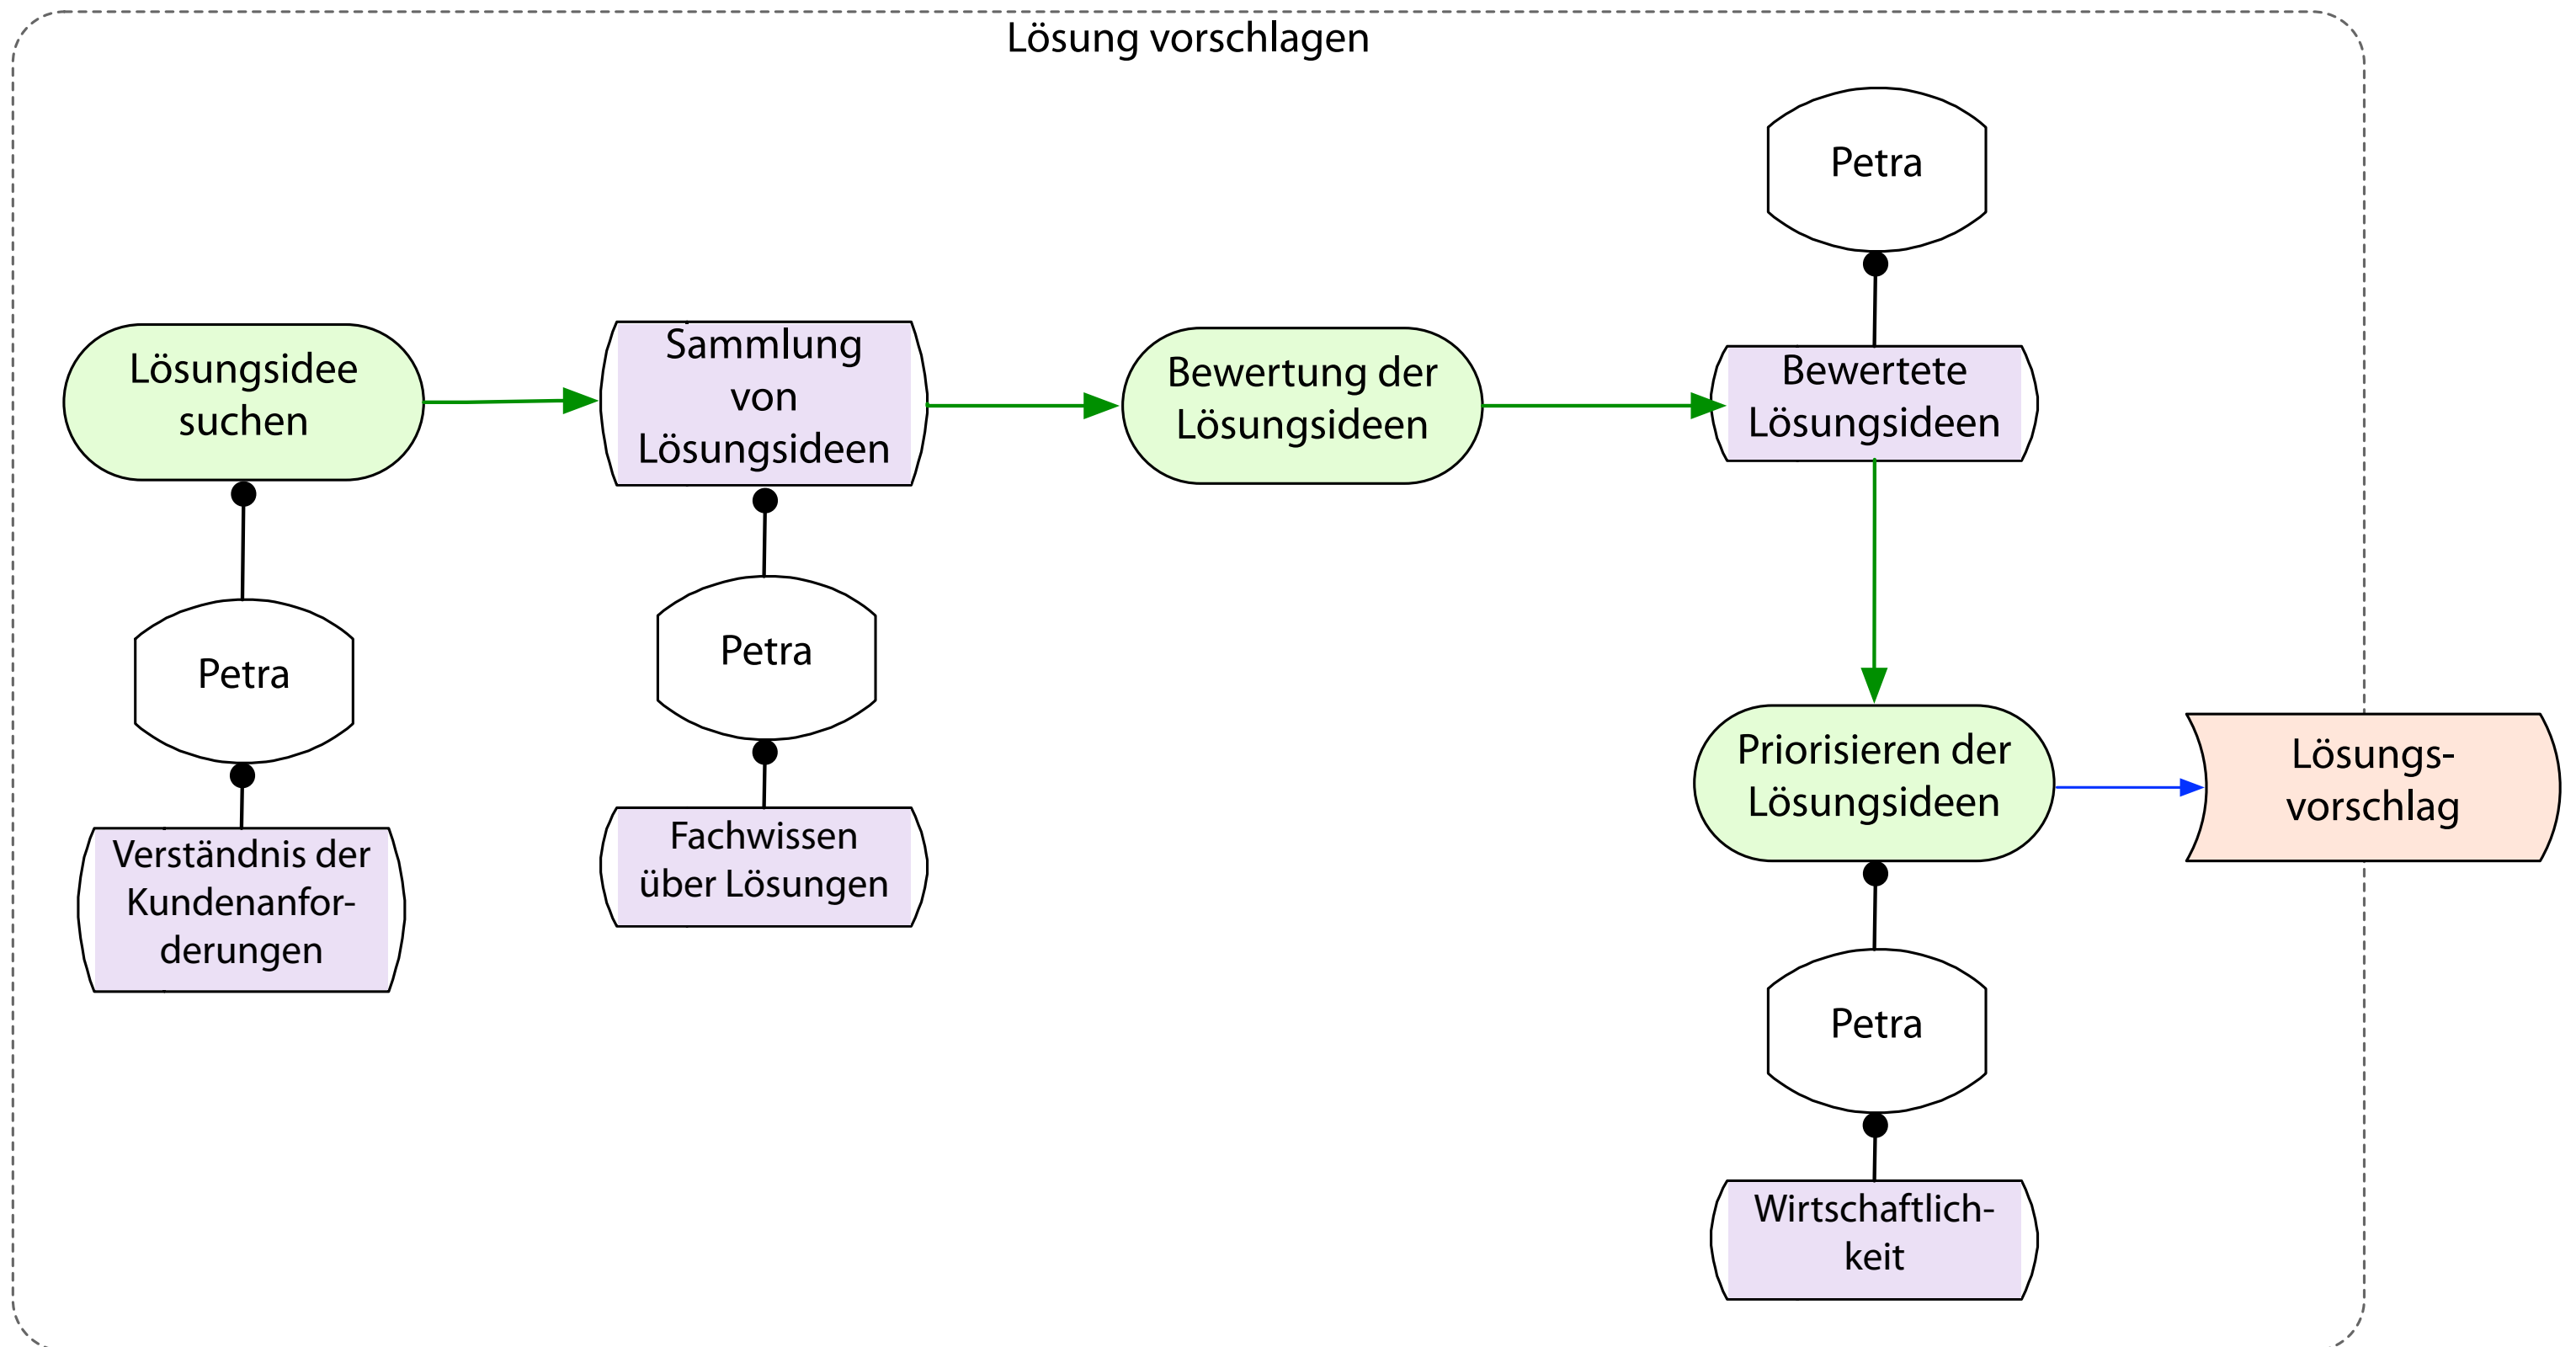 Lösung vorschlagen
Petra
Lösungsidee
suchen
Sammlung
von
Lösungsideen
Bewertung der
Lösungsideen
Bewertete
Lösungsideen
Petra
Petra
Verständnis der
Kundenanfor-
derungen
Fachwissen
über Lösungen
Priorisieren der
Lösungsideen
Lösungs-
vorschlag
Petra
Wirtschaftlich-
keit